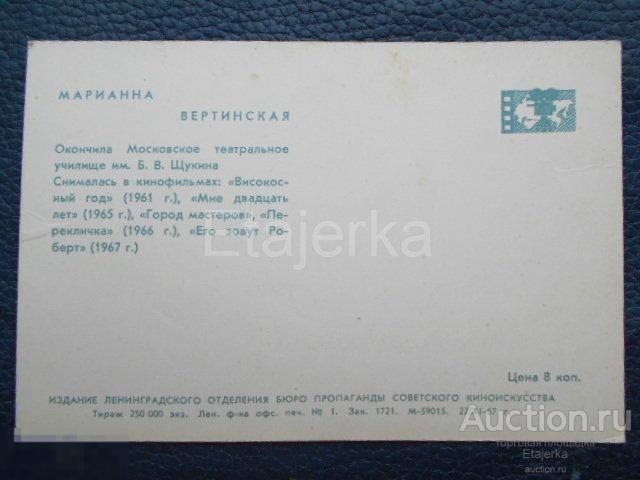 МАРИАННА
ВЕРТИНСКАЯ
Окончила Московское театральное
училище им. Б. В. Щукина
Снималась в кинофильмах: «Високос-
ный год» (1961 г.), «Мне двадцать
лет» (1965 г.), «Город мастеров», «Пе-
рекличка» (1966 г.), «Его зовут Ро-
берт» (1967 г.)
Etajerka
Цена 8 коп.
ИЗДАНИЕ ЛЕНИНГРАДСКОГО ОТДЕЛЕНИЯ БЮРО ПРОПАГАНДЫ СОВЕТСКОГО КИНОИСКУССТВА
Тираж 250 000 экз. Лен. ф-ка офс. печ. № 1. Зак. 1721. М-59015.
Auction.ru
торговая площадка
Etajerka
auction.ru